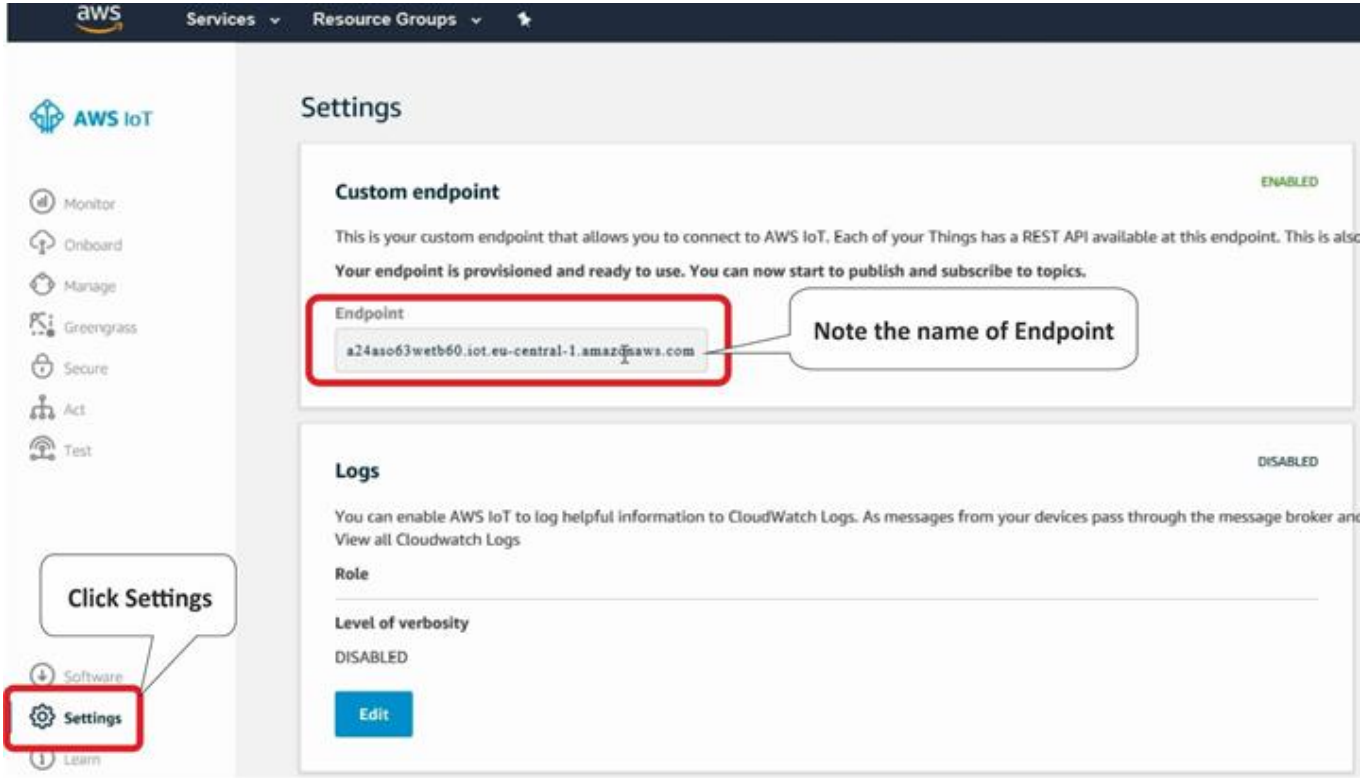 aws
Services
Resource Groups
AWS IoT
Monitor
Onboard
Manage
Greengrass
Secure
Act
Test
Click Settings
Software
Settings
Learn
Settings
Custom endpoint
ENABLED
This is your custom endpoint that allows you to connect to AWS IoT. Each of your Things has a REST API available at this endpoint. This is also
Your endpoint is provisioned and ready to use. You can now start to publish and subscribe to topics.
Endpoint
a24aso63wetb60.iot.eu-central-1.amazonaws.com
Note the name of Endpoint
Logs
DISABLED
You can enable AWS IoT to log helpful information to CloudWatch Logs. As messages from your devices pass through the message broker and
View all Cloudwatch Logs
Role
Level of verbosity
DISABLED
Edit